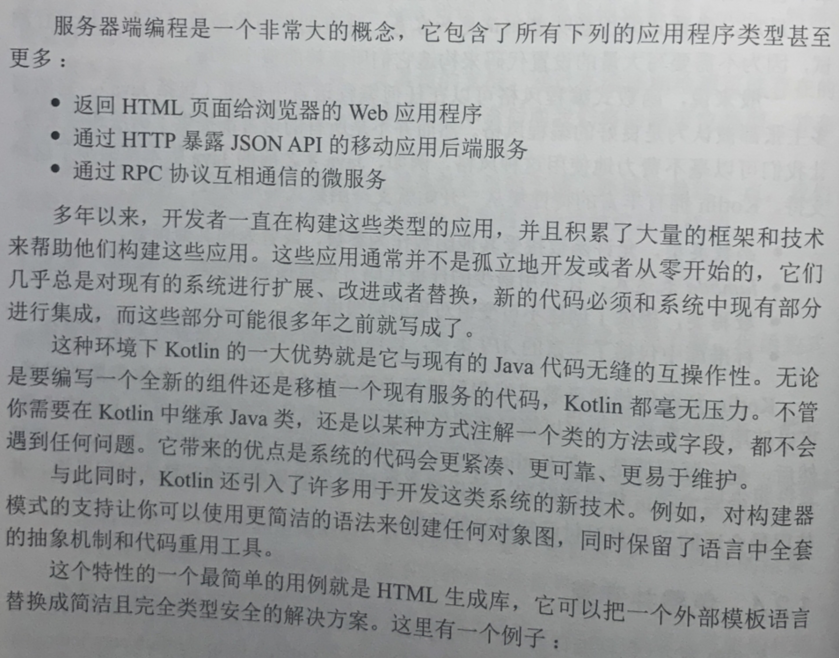 服务器端编程是一个非常大的概念，它包含了所有下列的应用程序类型甚至
更多：
• 返回 HTML 页面给浏览器的 Web 应用程序
• 通过 HTTP 暴露 JSON API 的移动应用后端服务
• 通过 RPC 协议互相通信的微服务
多年以来，开发者一直在构建这些类型的应用，并且积累了大量的框架和技术
来帮助他们构建这些应用。这些应用通常并不是孤立地开发或者从零开始的，它们
几乎总是对现有的系统进行扩展、改进或者替换，新的代码必须和系统中现有部分
进行集成，而这些部分可能很多年之前就写成了。
这种环境下 Kotlin 的一大优势就是它与现有的 Java 代码无缝的互操作性。无论
是要编写一个全新的组件还是移植一个现有服务的代码，Kotlin 都毫无压力。不管
你需要在 Kotlin 中继承 Java 类，还是以某种方式注解一个类的方法或字段，都不会
遇到任何问题。它带来的优点是系统的代码会更紧凑、更可靠、更易于维护。
与此同时，Kotlin 还引入了许多用于开发这类系统的新技术。例如，对构建器
模式的支持让你可以使用更简洁的语法来创建任何对象图，同时保留了语言中全套
的抽象机制和代码重用工具。
这个特性的一个最简单的用例就是 HTML 生成库，它可以把一个外部模板语言
替换成简洁且完全类型安全的解决方案。这里有一个例子：